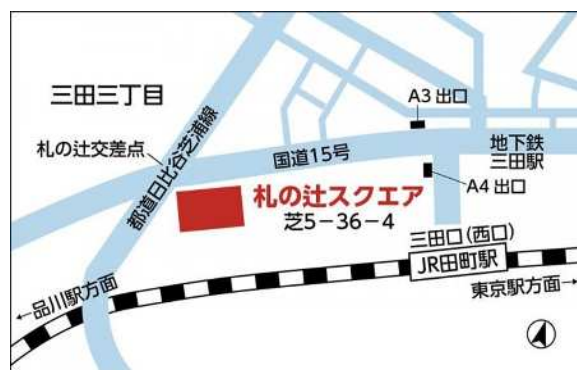 三田三丁目
札の辻交差点
都道日比谷芝浦線
国道15号
A3 出口
地下鉄
三田駅
A4 出口
札の辻スクエア
芝5-36-4
三田口(西口)
JR田町駅
←品川駅方面
東京駅方面→